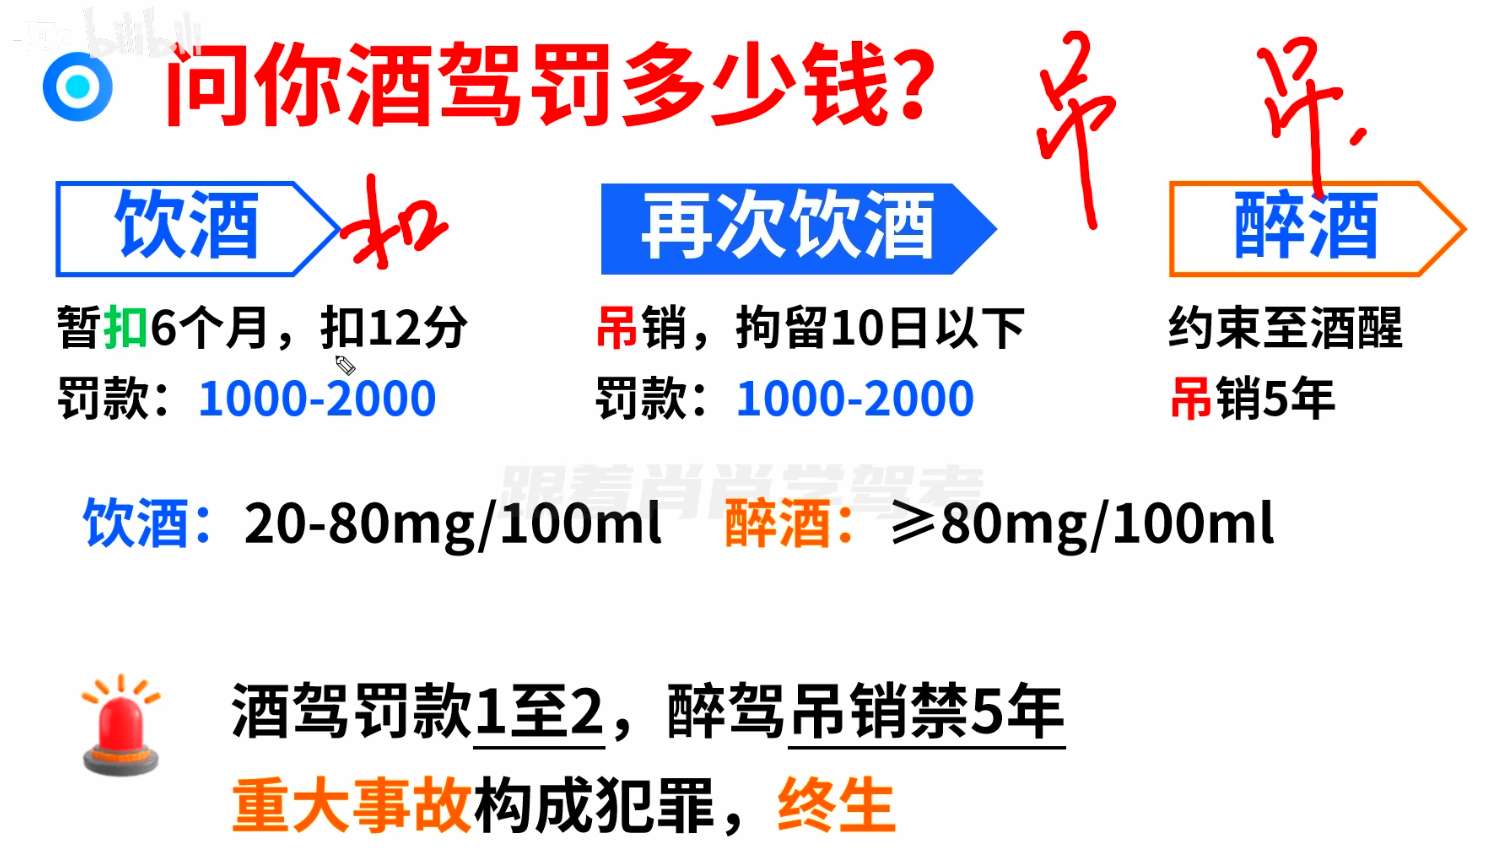 bilibili
问你酒驾罚多少钱?
吊
吊
饮酒
扣
再次饮酒
醉酒
暂扣6个月，扣12分
罚款：1000-2000
吊销，拘留10日以下
罚款：1000-2000
约束至酒醒
吊销5年
跟着肖肖学驾考
饮酒：20-80mg/100ml
醉酒：≥80mg/100ml
酒驾罚款1至2，醉驾吊销禁5年
重大事故构成犯罪，终生